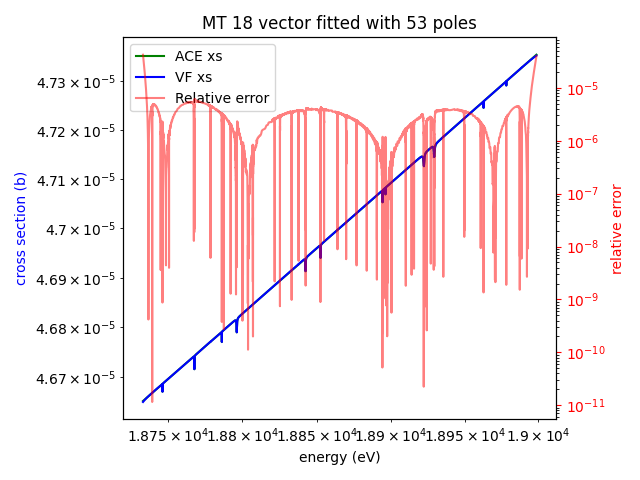 MT 18 vector fitted with 53 poles
ACE xs
VF xs
Relative error
4.73 × 10⁻⁵
4.72 × 10⁻⁵
4.71 × 10⁻⁵
4.7 × 10⁻⁵
4.69 × 10⁻⁵
4.68 × 10⁻⁵
4.67 × 10⁻⁵
cross section (b)
10⁻⁵
10⁻⁶
10⁻⁷
10⁻⁸
10⁻⁹
10⁻¹⁰
10⁻¹¹
relative error
1.875 × 10⁴ 1.88 × 10⁴ 1.885 × 10⁴ 1.89 × 10⁴ 1.895 × 10⁴ 1.9 × 10⁴
energy (eV)